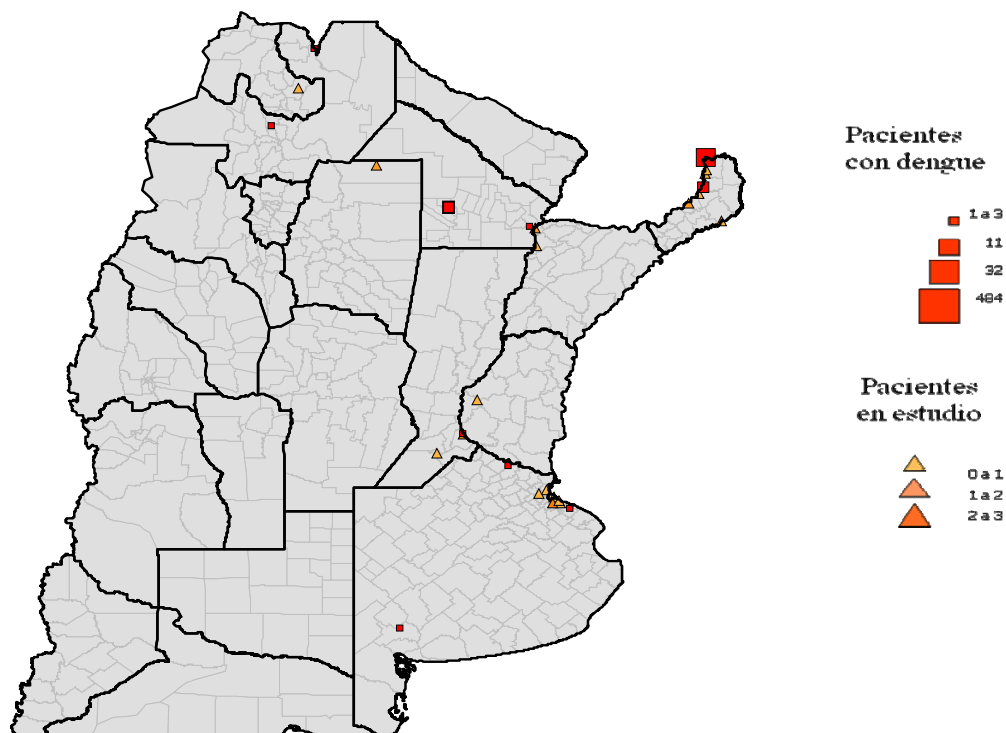 Pacientes
con dengue
1 a 3
11
32
484
Pacientes
en estudio
0 a 1
1 a 2
2 a 3